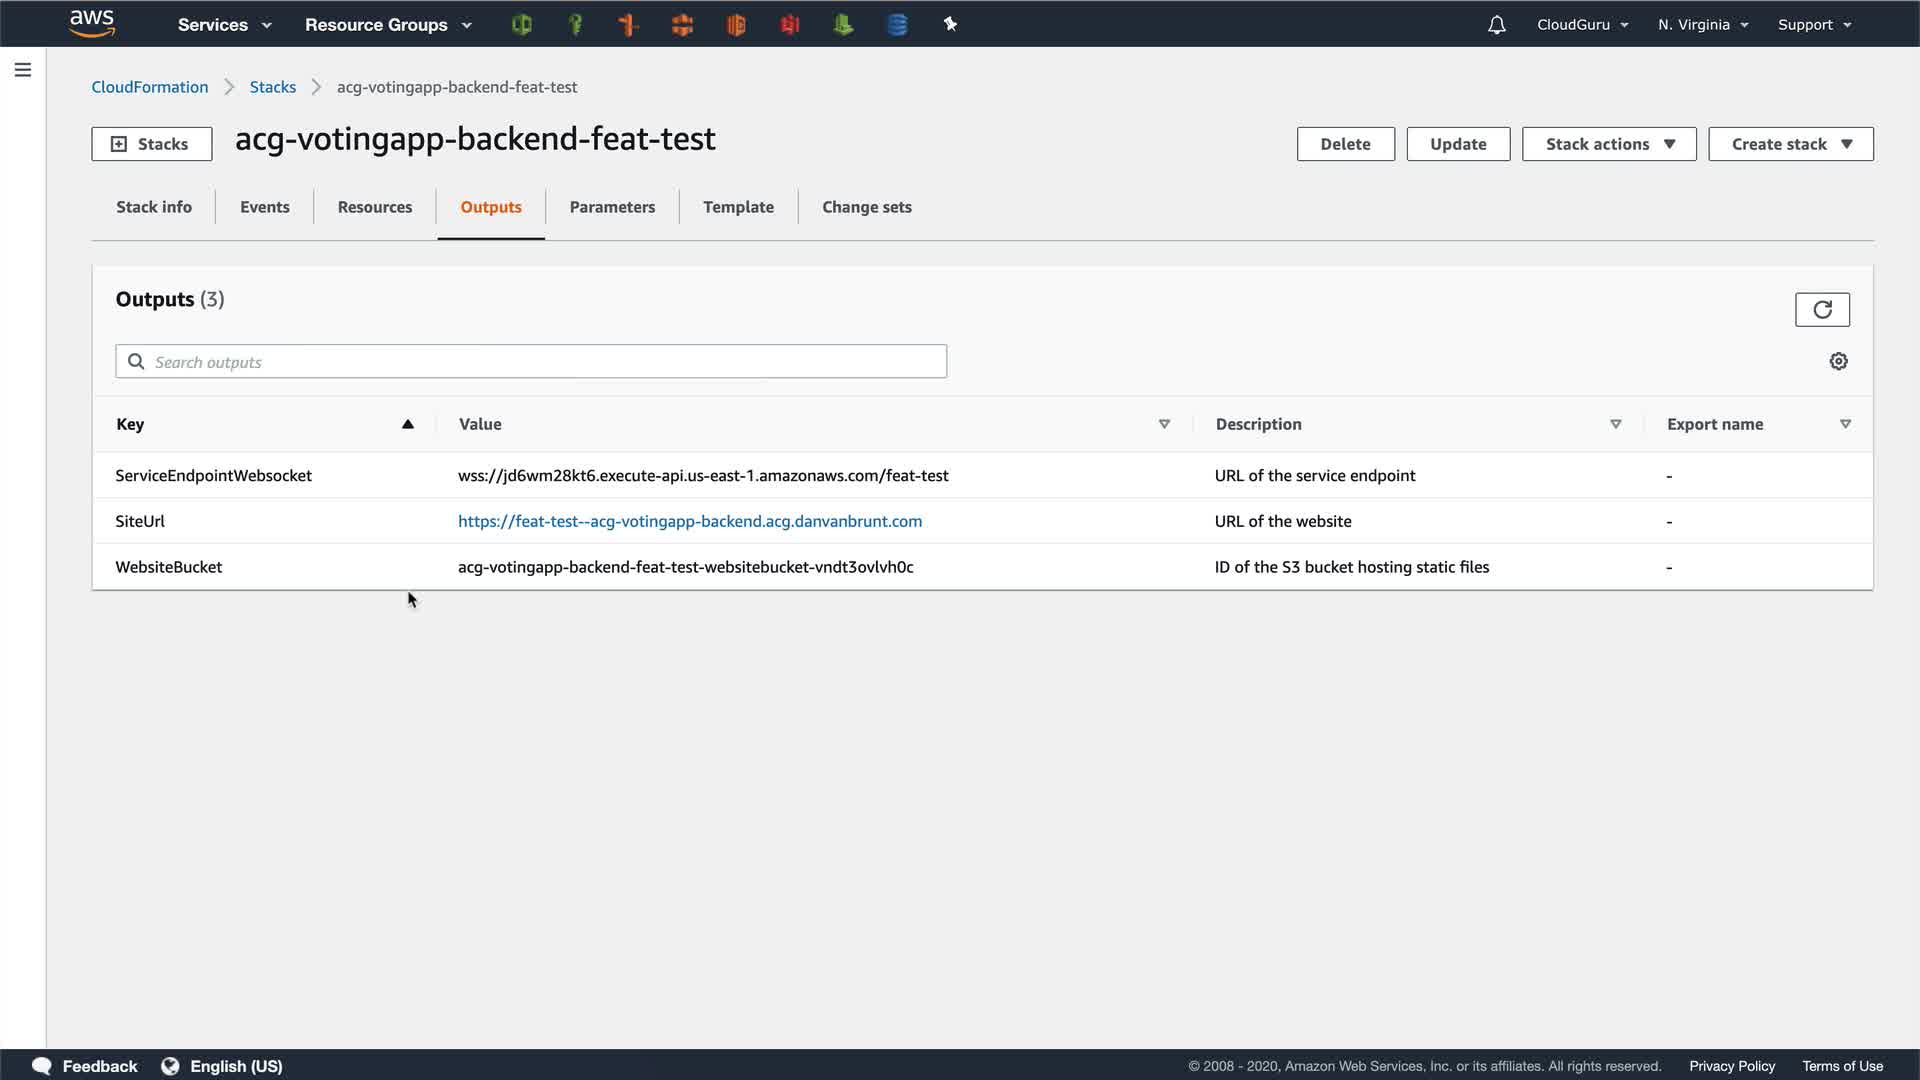 aws Services Resource Groups CloudGuru N. Virginia Support
CloudFormation Stacks acg-votingapp-backend-feat-test
Stacks acg-votingapp-backend-feat-test Delete Update Stack actions Create stack
Stack info Events Resources Outputs Parameters Template Change sets
Outputs (3)
Search outputs
Key Value Description Export name
ServiceEndpointWebsocket wss://jd6wm28kt6.execute-api.us-east-1.amazonaws.com/feat-test URL of the service endpoint -
SiteUrl https://feat-test--acg-votingapp-backend.acg.danvanbrunt.com URL of the website -
WebsiteBucket acg-votingapp-backend-feat-test-websitebucket-vndt3ovlvh0c ID of the S3 bucket hosting static files -
Feedback English (US) © 2008 - 2020, Amazon Web Services, Inc. or its affiliates. All rights reserved. Privacy Policy Terms of Use